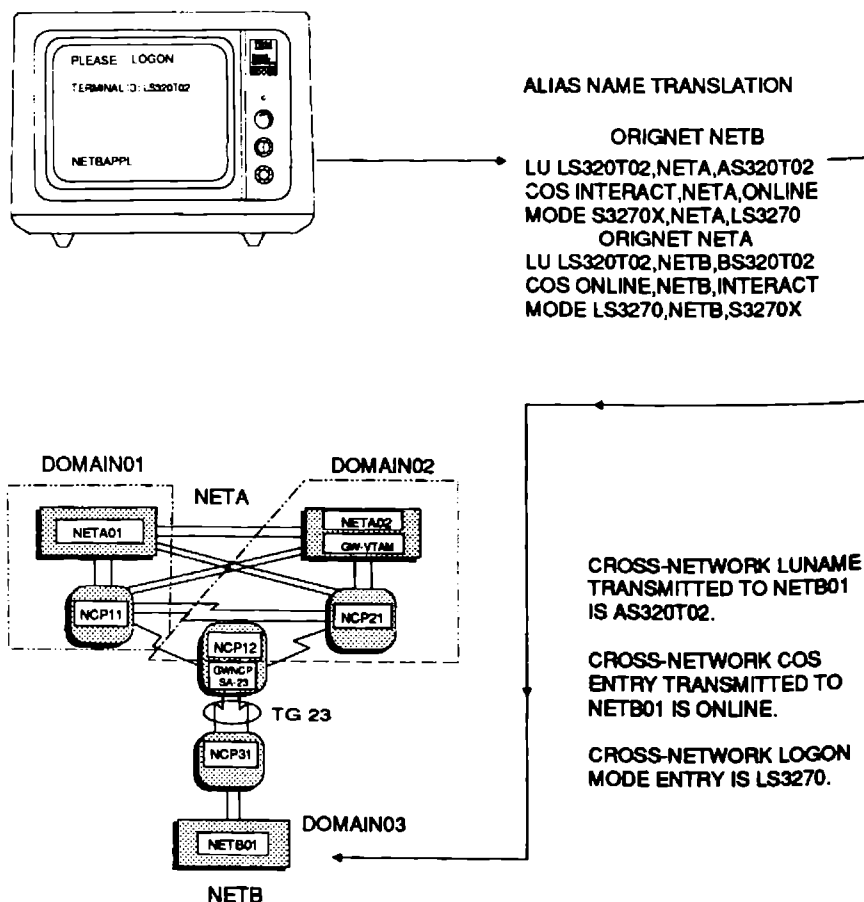 PLEASE LOGON
TERMINAL ID: LS320T02
NETBAPPL
IBM
ALIAS NAME TRANSLATION
ORIGNET NETB
LU LS320T02,NETA,AS320T02
COS INTERACT,NETA,ONLINE
MODE S3270X,NETA,LS3270
ORIGNET NETA
LU LS320T02,NETB,BS320T02
COS ONLINE,NETB,INTERACT
MODE LS3270,NETB,S3270X
DOMAIN01
NETA
DOMAIN02
NETA01
NETA02
GW-VTAM
NCP11
NCP21
NCP12
GWNCP
SA-23
TG 23
NCP31
DOMAIN03
NETB01
NETB
CROSS-NETWORK LUNAME
TRANSMITTED TO NETB01
IS AS320T02.
CROSS-NETWORK COS
ENTRY TRANSMITTED TO
NETB01 IS ONLINE.
CROSS-NETWORK LOGON
MODE ENTRY IS LS3270.